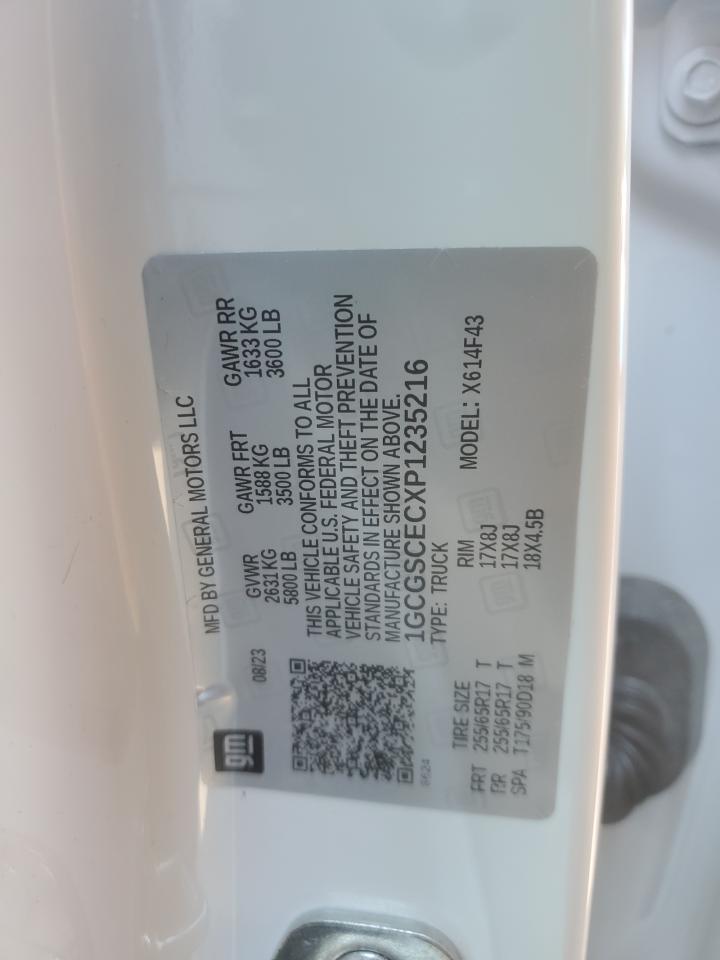 gm
MFD BY GENERAL MOTORS LLC
08/23
GVWR GAWR FRT GAWR RR
2631 KG 1588 KG 1633 KG
5800 LB 3500 LB 3600 LB
THIS VEHICLE CONFORMS TO ALL
APPLICABLE U.S. FEDERAL MOTOR
VEHICLE SAFETY AND THEFT PREVENTION
STANDARDS IN EFFECT ON THE DATE OF
MANUFACTURE SHOWN ABOVE.
1GCGSCECXP1235216
TYPE: TRUCK MODEL: X614F43
TIRE SIZE RIM
FRT 255/65R17 T 17X8J
RR 255/65R17 T 17X8J
SPA T175/90D18 M 18X4.5B